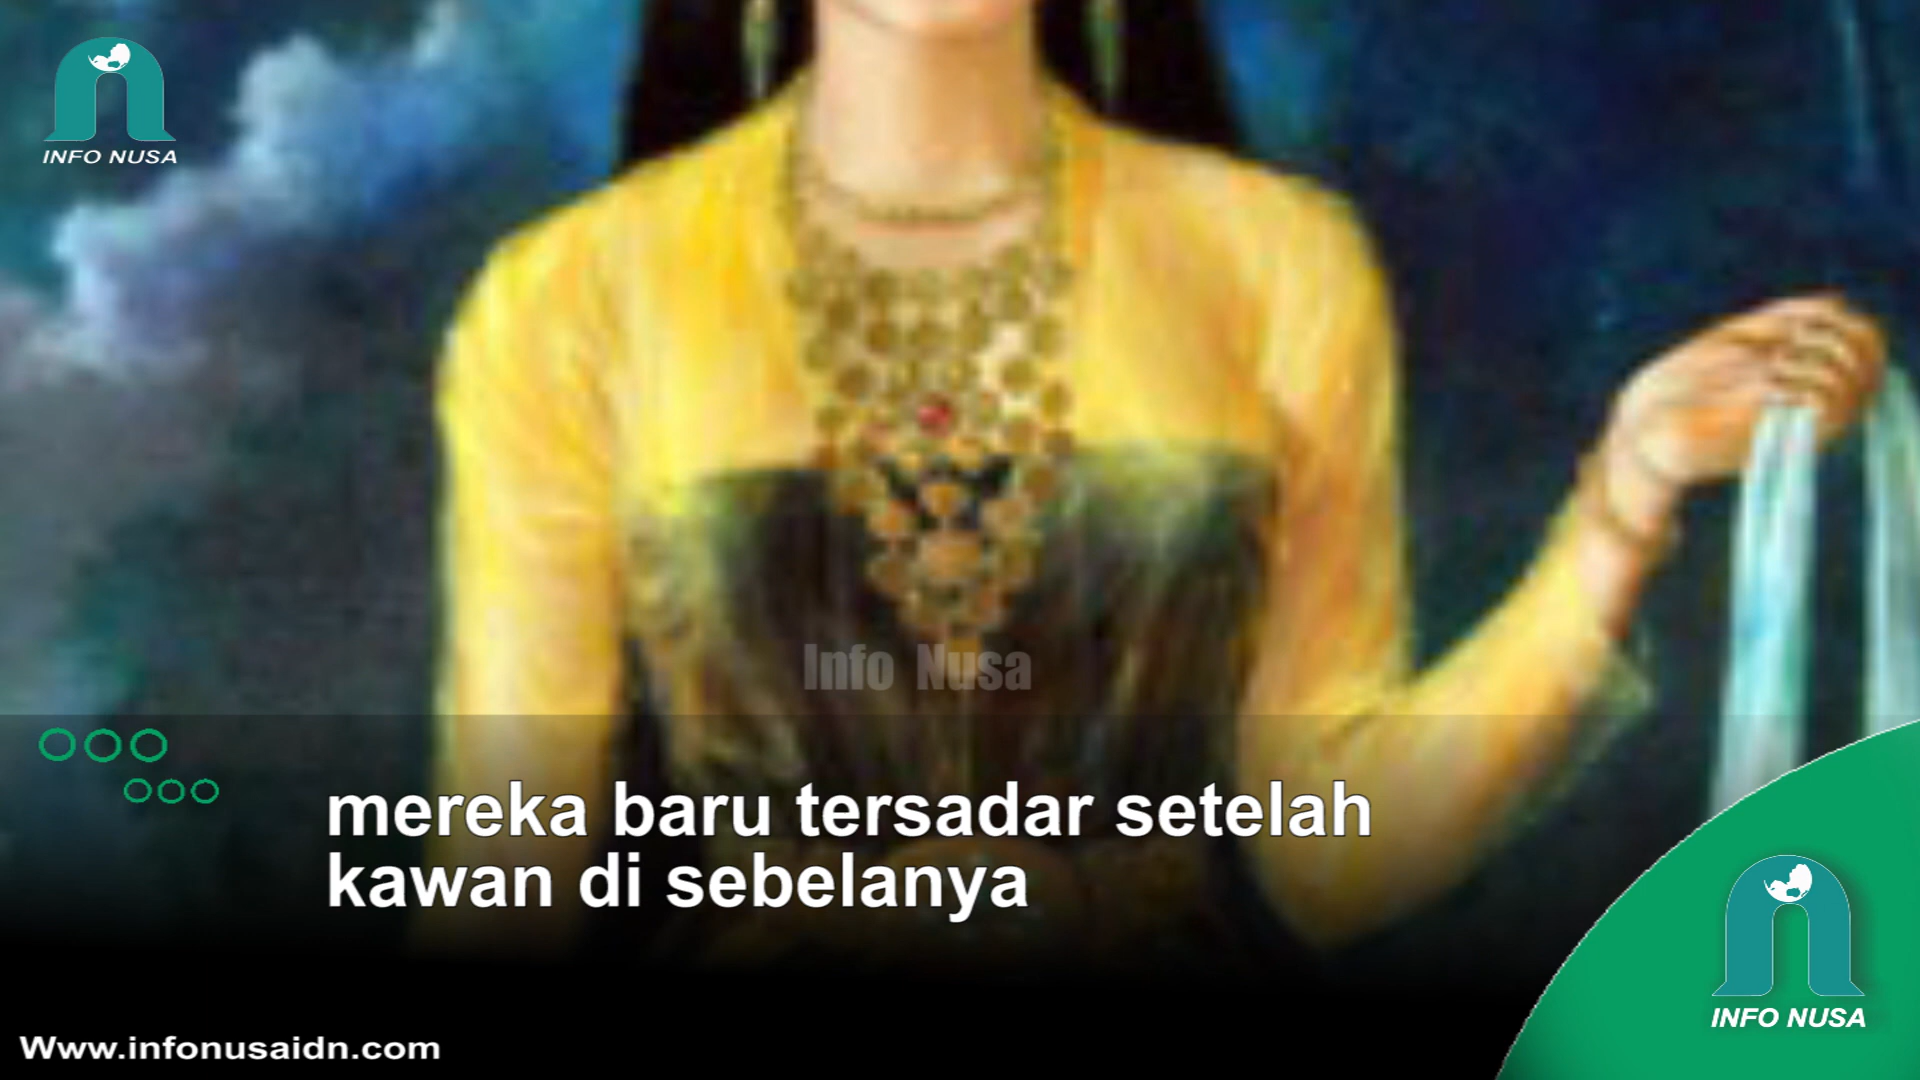 INFO NUSA
Info Nusa
mereka baru tersadar setelah
kawan di sebelanya
INFO NUSA
Www.infonusaidn.com